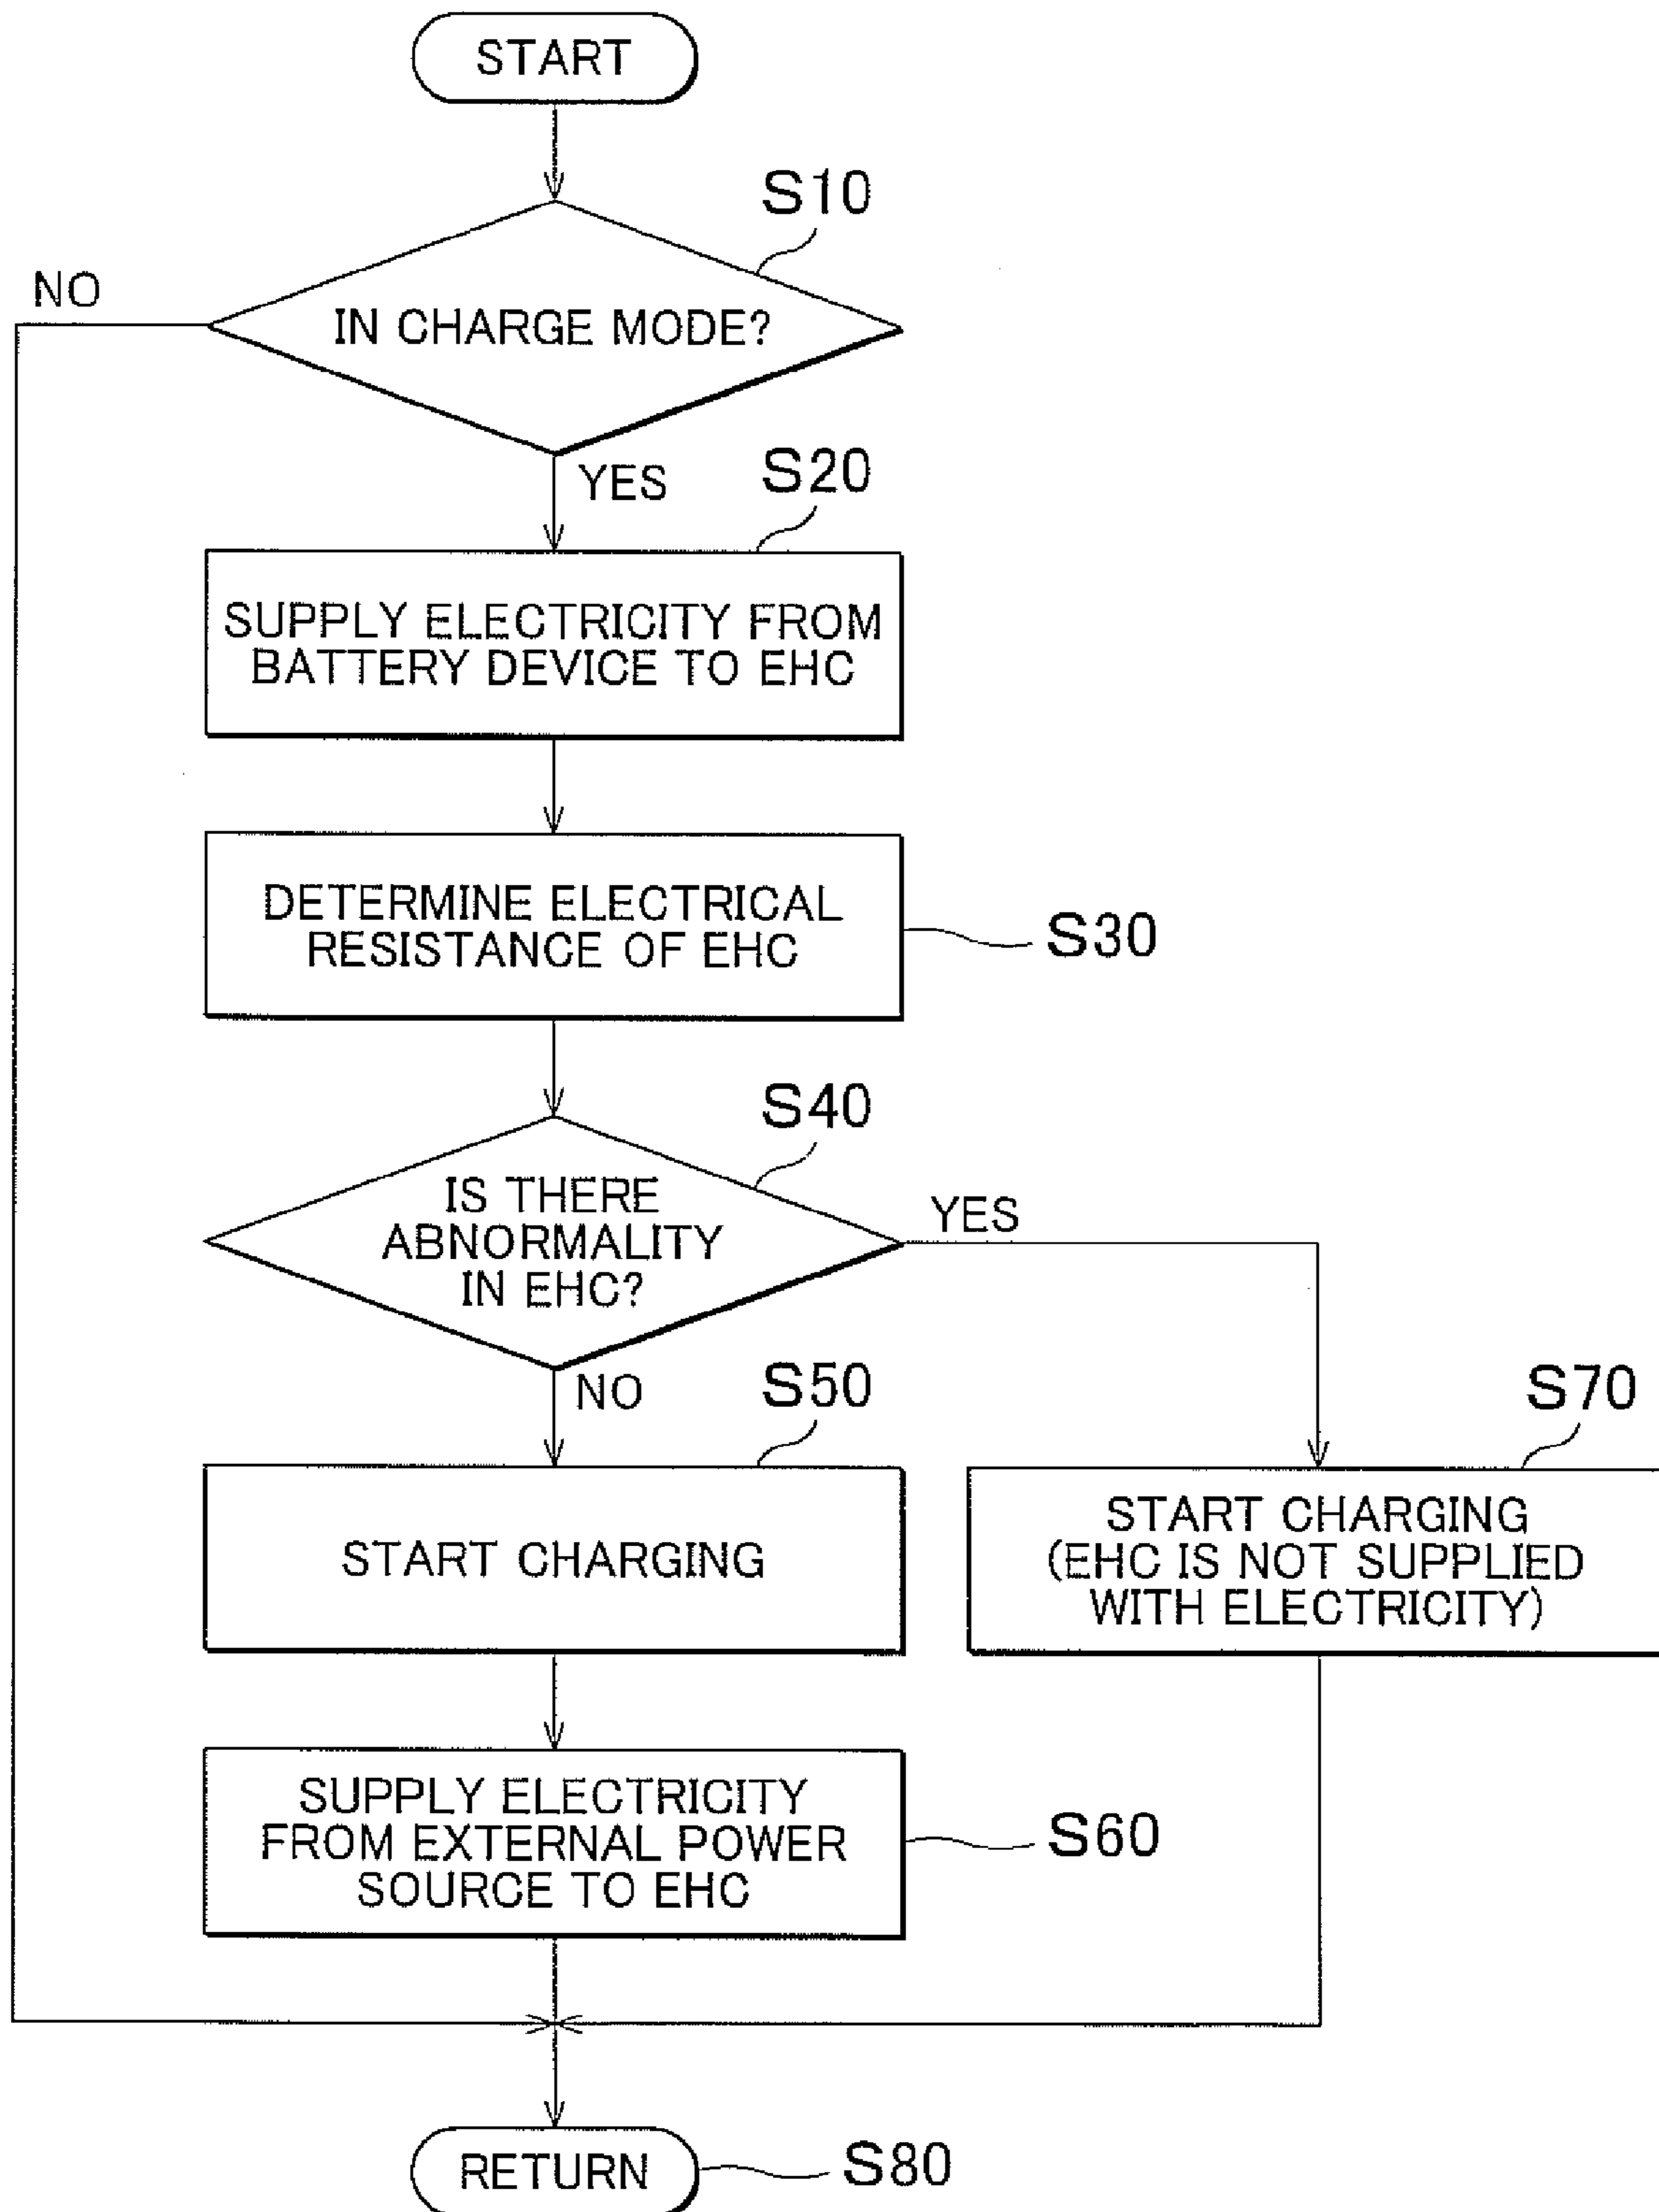 START
S10
NO
IN CHARGE MODE?
YES
S20
SUPPLY ELECTRICITY FROM
BATTERY DEVICE TO EHC
DETERMINE ELECTRICAL
RESISTANCE OF EHC
S30
S40
IS THERE
ABNORMALITY
IN EHC?
YES
NO
S50
START CHARGING
S70
START CHARGING
(EHC IS NOT SUPPLIED
WITH ELECTRICITY)
SUPPLY ELECTRICITY
FROM EXTERNAL POWER
SOURCE TO EHC
S60
RETURN
S80